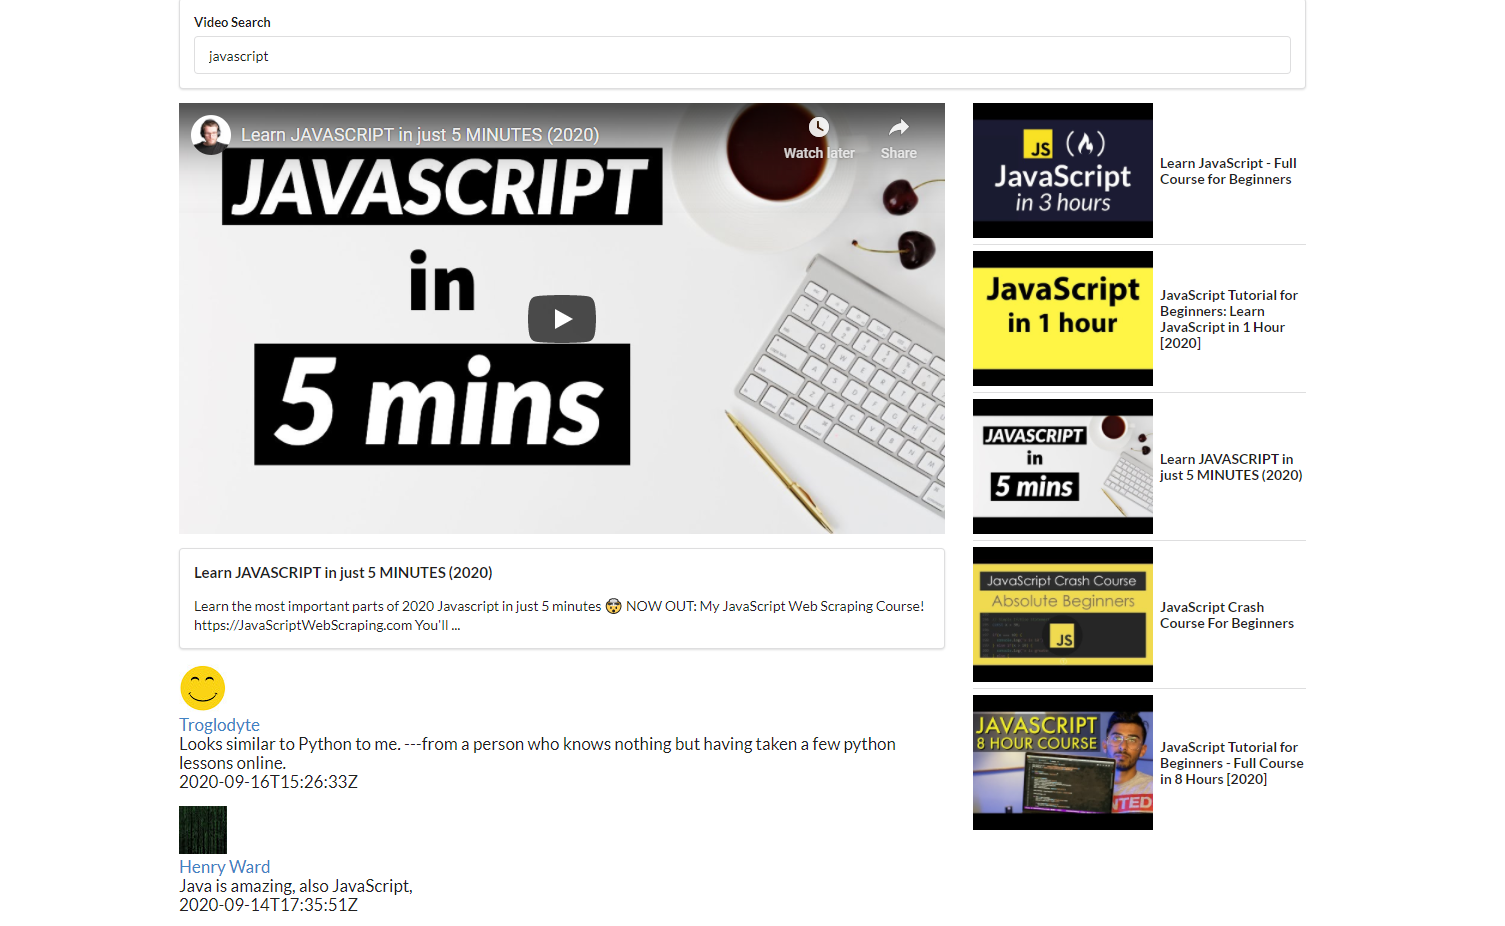 Video Search
javascript
Learn JAVASCRIPT in just 5 MINUTES (2020)
Watch later
Share
JAVASCRIPT
in
5 mins
Learn JAVASCRIPT in just 5 MINUTES (2020)
Learn the most important parts of 2020 Javascript in just 5 minutes 🤯 NOW OUT: My JavaScript Web Scraping Course!
https://JavaScriptWebScraping.com You'll ...
Troglodyte
Looks similar to Python to me. ---from a person who knows nothing but having taken a few python
lessons online.
2020-09-16T15:26:33Z
Henry Ward
Java is amazing, also JavaScript,
2020-09-14T17:35:51Z
JS
JavaScript
in 3 hours
Learn JavaScript - Full
Course for Beginners
JavaScript
in 1 hour
JavaScript Tutorial for
Beginners: Learn
JavaScript in 1 Hour
[2020]
JAVASCRIPT
in
5 mins
Learn JAVASCRIPT in
just 5 MINUTES (2020)
JavaScript Crash Course
Absolute Beginners
JS
JavaScript Crash
Course For Beginners
JAVASCRIPT
8 HOUR COURSE
JavaScript Tutorial for
Beginners - Full Course
in 8 Hours [2020]